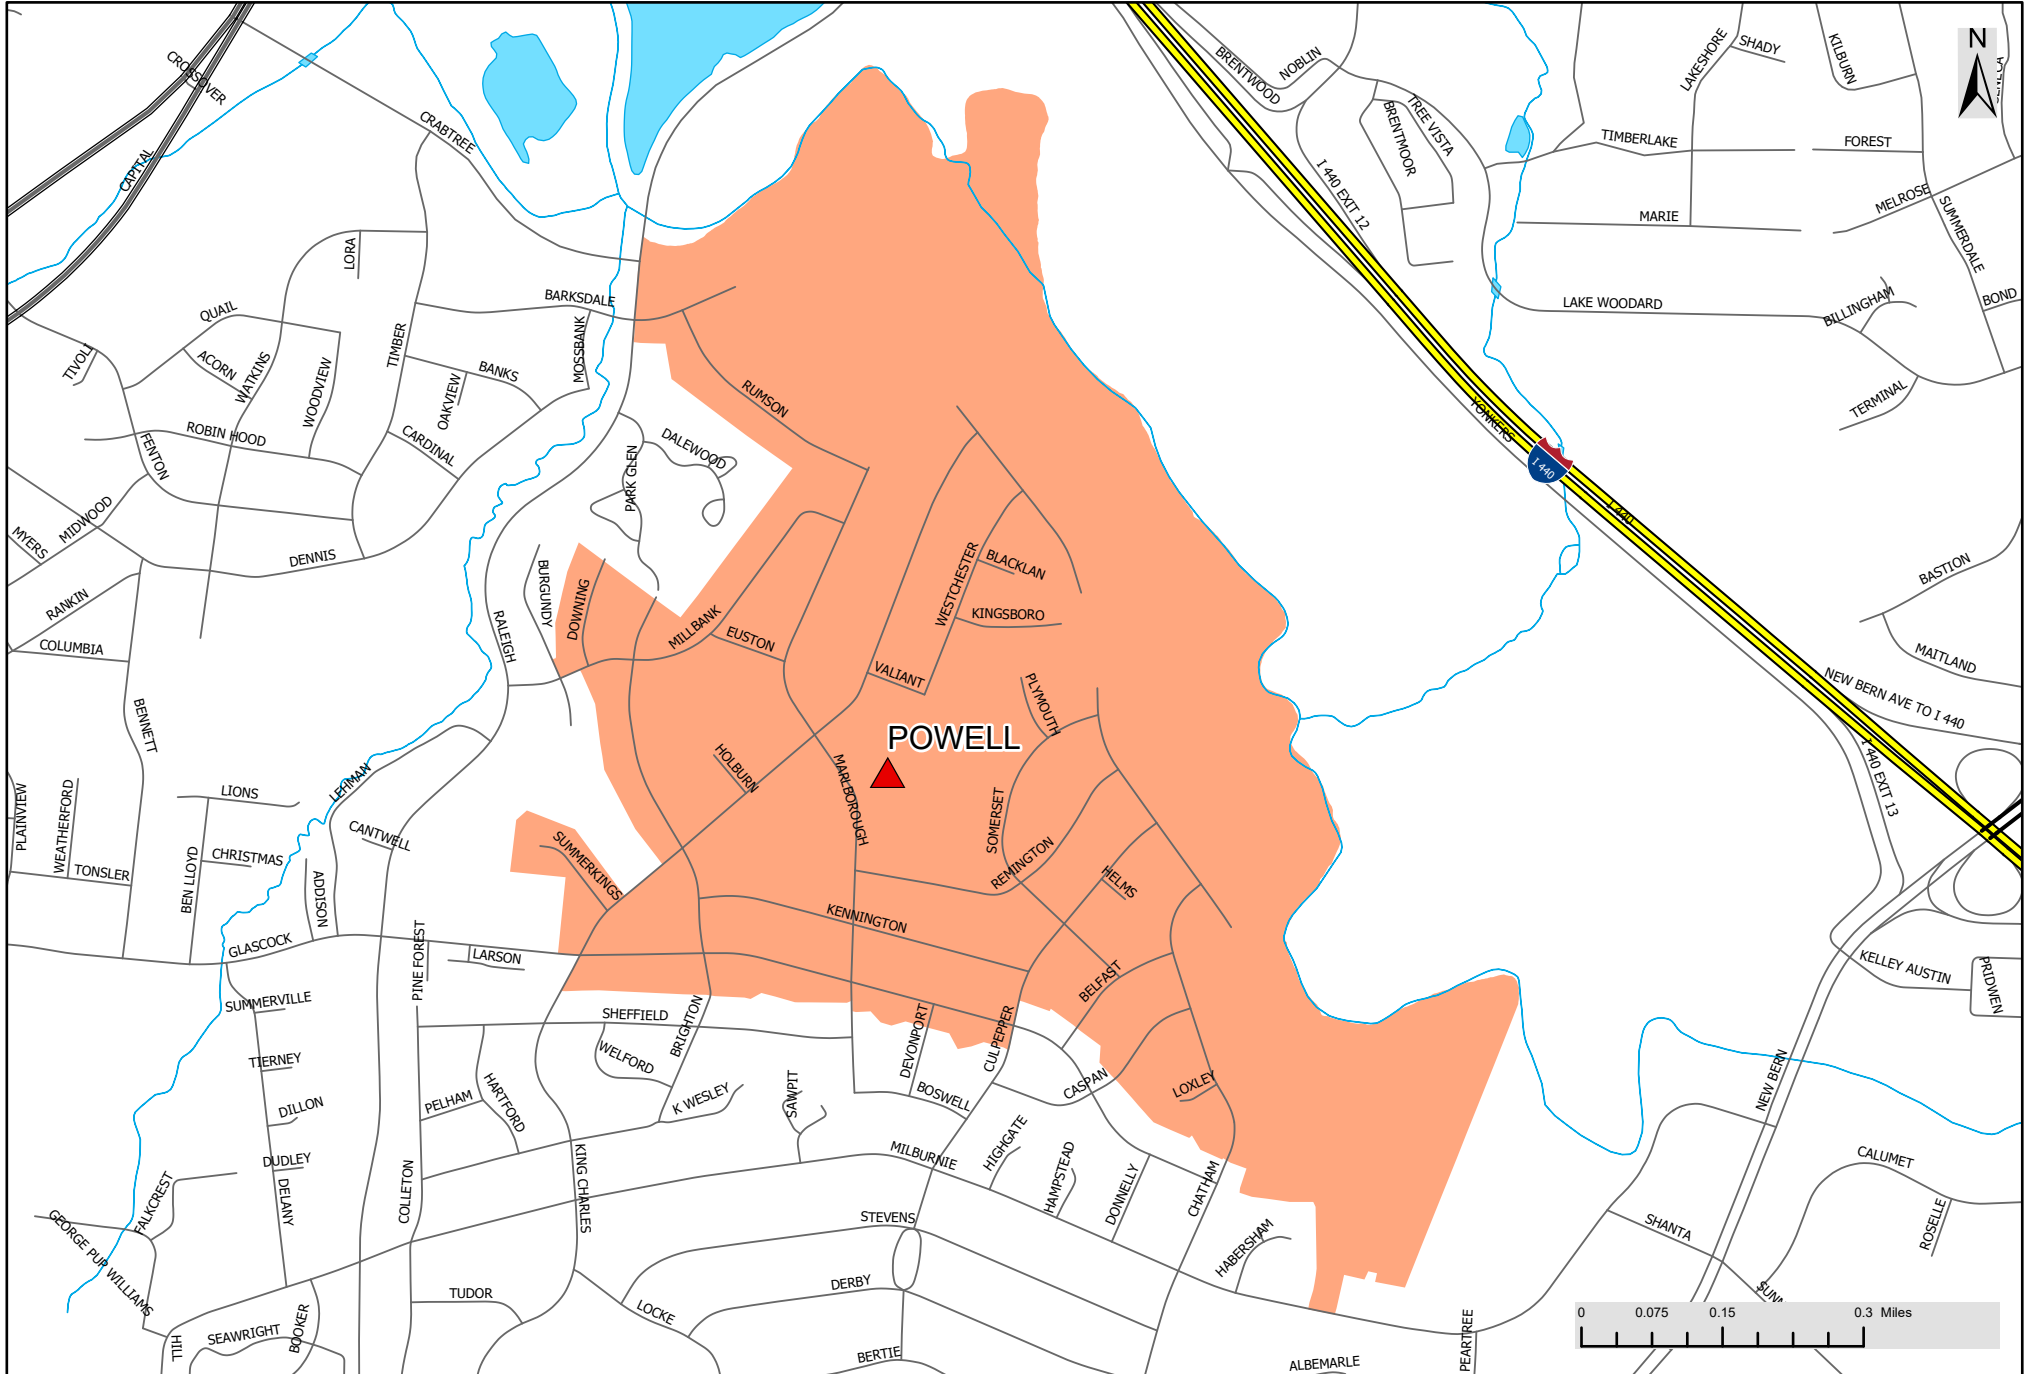 CROSSOVER
CAPITAL
CRABTREE
BRENTWOOD
NOBLIN
BRENTMOOR
TREE VISTA
LAKESHORE
SHADY
KILBURN
N
TIMBERLAKE
FOREST
I 440 EXIT 12
MARIE
MELROSE
SUMMERDALE
LORA
QUAIL
BARKSDALE
MOSSBANK
LAKE WOODARD
BILLINGHAM
BOND
TIVOLI
ACORN
WATKINS
WOODVIEW
TIMBER
BANKS
OAKVIEW
RUMSON
TERMINAL
YONKERS
ROBIN HOOD
FENTON
CARDINAL
DALEWOOD
PARK GLEN
I 440
I 440
MYERS
MIDWOOD
DENNIS
BURGUNDY
DOWNING
WESTCHESTER
BLACKLAN
KINGSBORO
BASTION
RANKIN
COLUMBIA
RALEIGH
MILLBANK
EUSTON
VALIANT
PLYMOUTH
MAITLAND
NEW BERN AVE TO I 440
BENNETT
POWELL
HOLBURN
MARLBOROUGH
SOMERSET
I 440 EXIT 13
PLAINVIEW
WEATHERFORD
LIONS
LEHMAN
CANTWELL
SUMMERKINGS
REMINGTON
HELMS
TONSLER
BEN LLOYD
CHRISTMAS
ADDISON
KENNINGTON
GLASCOCK
PINE FOREST
LARSON
BELFAST
KELLEY AUSTIN
PRIDWEN
SUMMERVILLE
SHEFFIELD
BRIGHTON
DEVONPORT
CULPEPPER
TIERNEY
WELFORD
HARTFORD
PELHAM
K WESLEY
SAWPIT
BOSWELL
CASPAN
LOXLEY
NEW BERN
DILLON
DUDLEY
DELANY
COLLETON
KING CHARLES
MILBURNIE
HIGHGATE
HAMPSTEAD
DONNELLY
CHATHAM
CALUMET
FALKCREST
GEORGE PUP WILLIAMS
STEVENS
HABERSHAM
SHANTA
ROSELLE
DERBY
TUDOR
LOCKE
SEAWRIGHT
BOOKER
HILL
BERTIE
ALBEMARLE
PEARTREE
0 0.075 0.15 0.3 Miles